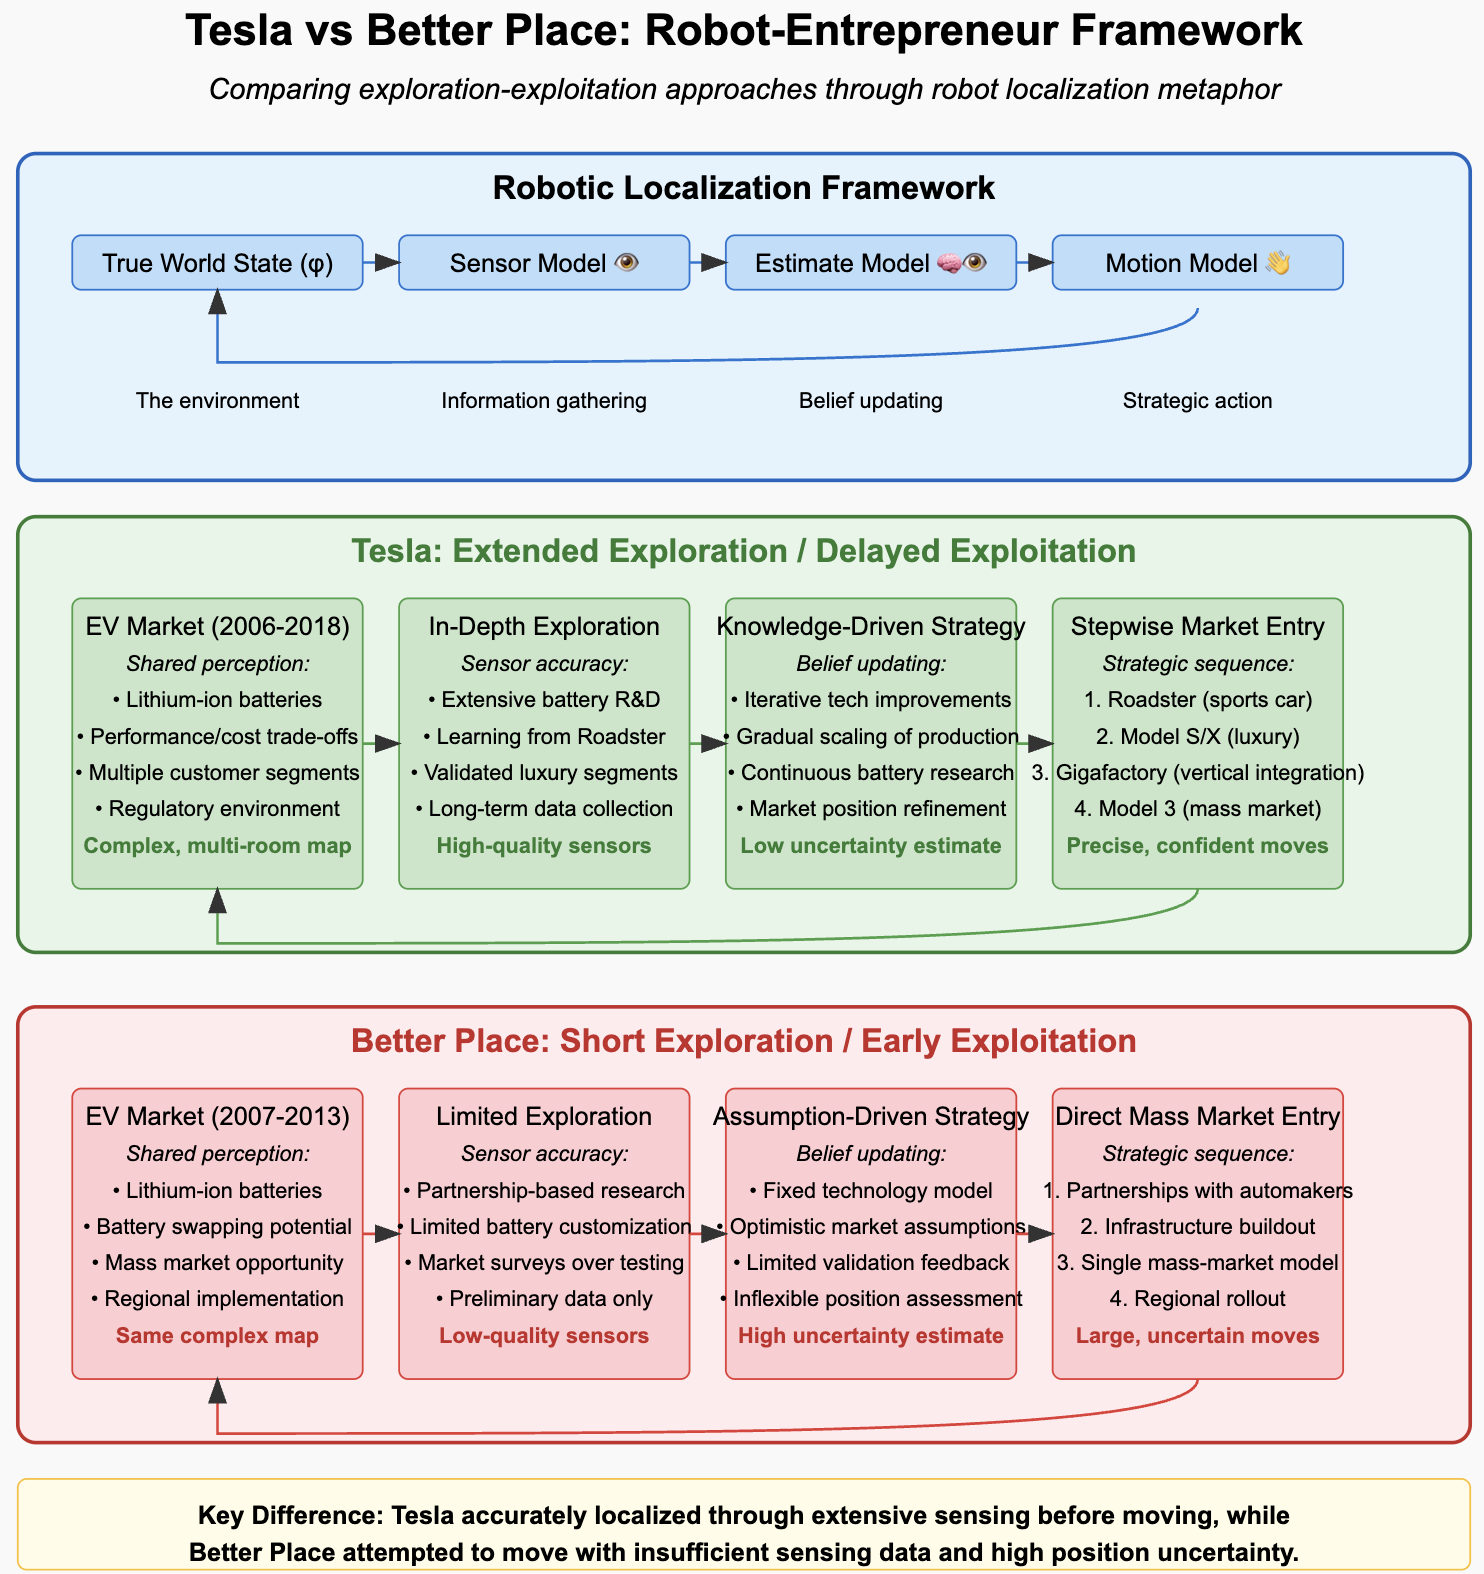 Tesla vs Better Place: Robot-Entrepreneur Framework
Comparing exploration-exploitation approaches through robot localization metaphor
Robotic Localization Framework
True World State (φ)
Sensor Model 👁️
Estimate Model 🧠👁️
Motion Model 👋
The environment
Information gathering
Belief updating
Strategic action
Tesla: Extended Exploration / Delayed Exploitation
EV Market (2006-2018)
Shared perception:
• Lithium-ion batteries
• Performance/cost trade-offs
• Multiple customer segments
• Regulatory environment
Complex, multi-room map
In-Depth Exploration
Sensor accuracy:
• Extensive battery R&D
• Learning from Roadster
• Validated luxury segments
• Long-term data collection
High-quality sensors
Knowledge-Driven Strategy
Belief updating:
• Iterative tech improvements
• Gradual scaling of production
• Continuous battery research
• Market position refinement
Low uncertainty estimate
Stepwise Market Entry
Strategic sequence:
1. Roadster (sports car)
2. Model S/X (luxury)
3. Gigafactory (vertical integration)
4. Model 3 (mass market)
Precise, confident moves
Better Place: Short Exploration / Early Exploitation
EV Market (2007-2013)
Shared perception:
• Lithium-ion batteries
• Battery swapping potential
• Mass market opportunity
• Regional implementation
Same complex map
Limited Exploration
Sensor accuracy:
• Partnership-based research
• Limited battery customization
• Market surveys over testing
• Preliminary data only
Low-quality sensors
Assumption-Driven Strategy
Belief updating:
• Fixed technology model
• Optimistic market assumptions
• Limited validation feedback
• Inflexible position assessment
High uncertainty estimate
Direct Mass Market Entry
Strategic sequence:
1. Partnerships with automakers
2. Infrastructure buildout
3. Single mass-market model
4. Regional rollout
Large, uncertain moves
Key Difference: Tesla accurately localized through extensive sensing before moving, while
Better Place attempted to move with insufficient sensing data and high position uncertainty.